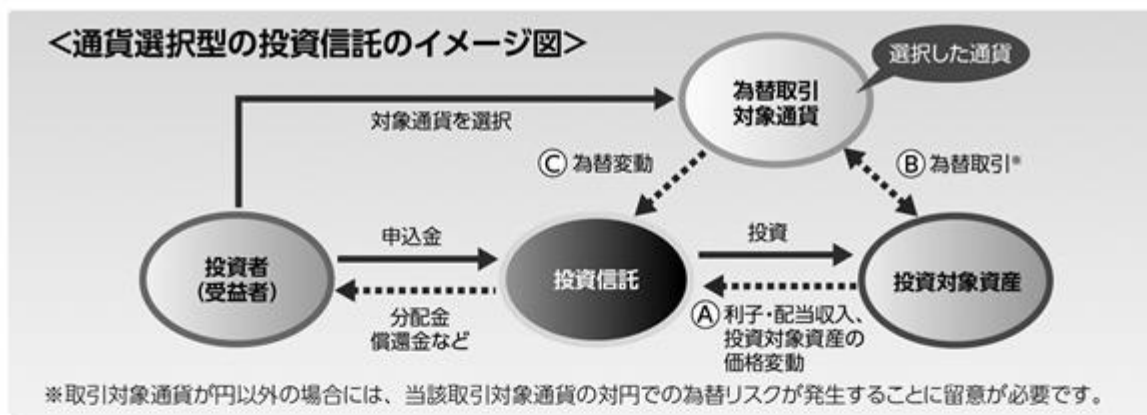 <通貨選択型の投資信託のイメージ図>
選択した通貨
為替取引
対象通貨
対象通貨を選択
Ⓒ 為替変動
Ⓑ 為替取引※
投資者
(受益者)
申込金
投資信託
投資
投資対象資産
分配金
償還金など
Ⓐ 利子・配当収入、
投資対象資産の
価格変動
※取引対象通貨が円以外の場合には、当該取引対象通貨の対円での為替リスクが発生することに留意が必要です。